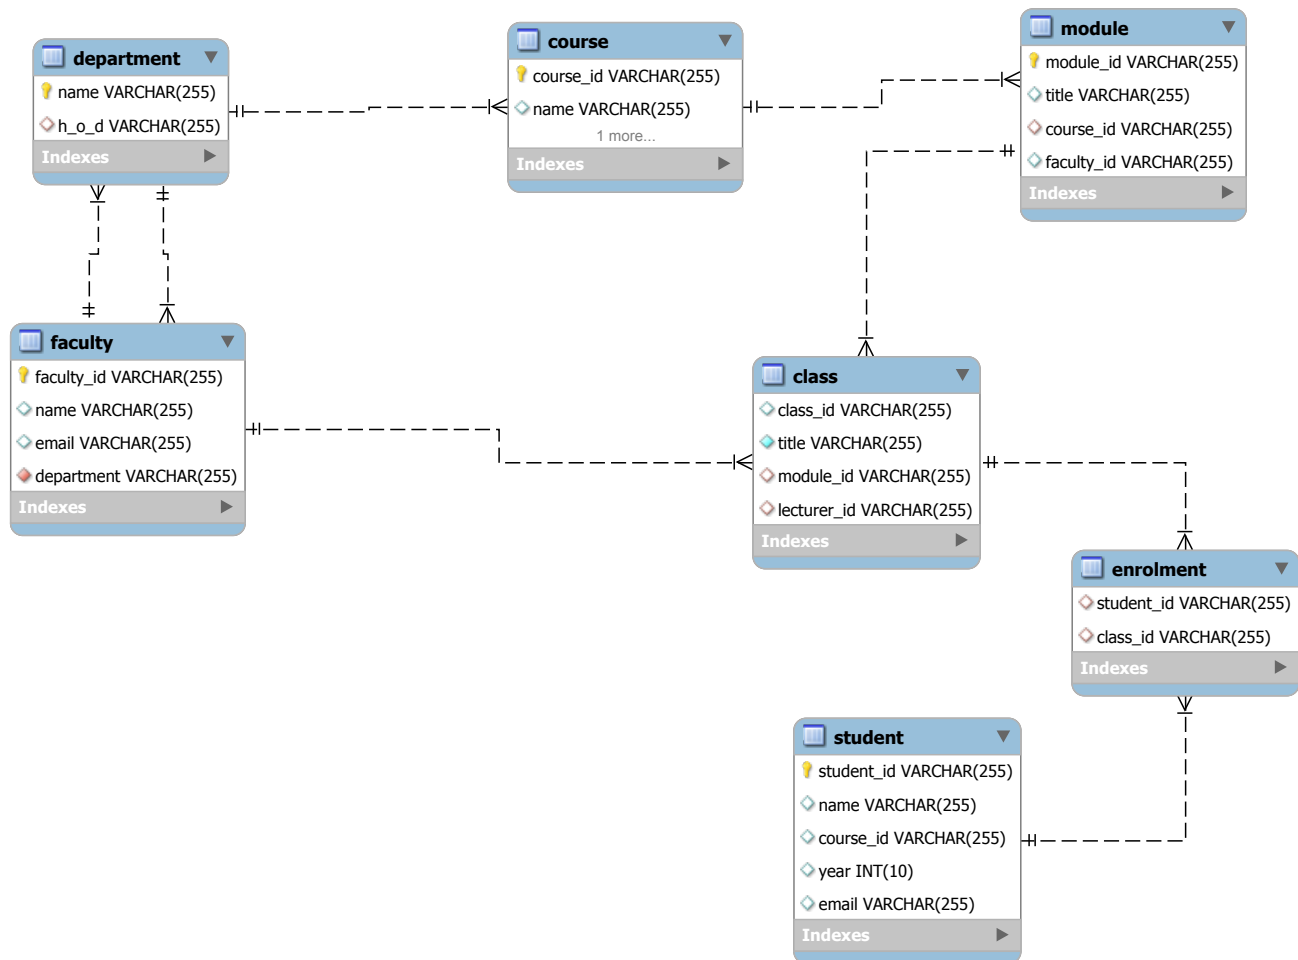 department
name VARCHAR(255)
h_o_d VARCHAR(255)
Indexes
course
course_id VARCHAR(255)
name VARCHAR(255)
1 more...
Indexes
module
module_id VARCHAR(255)
title VARCHAR(255)
course_id VARCHAR(255)
faculty_id VARCHAR(255)
Indexes
faculty
faculty_id VARCHAR(255)
name VARCHAR(255)
email VARCHAR(255)
department VARCHAR(255)
Indexes
class
class_id VARCHAR(255)
title VARCHAR(255)
module_id VARCHAR(255)
lecturer_id VARCHAR(255)
Indexes
enrolment
student_id VARCHAR(255)
class_id VARCHAR(255)
Indexes
student
student_id VARCHAR(255)
name VARCHAR(255)
course_id VARCHAR(255)
year INT(10)
email VARCHAR(255)
Indexes